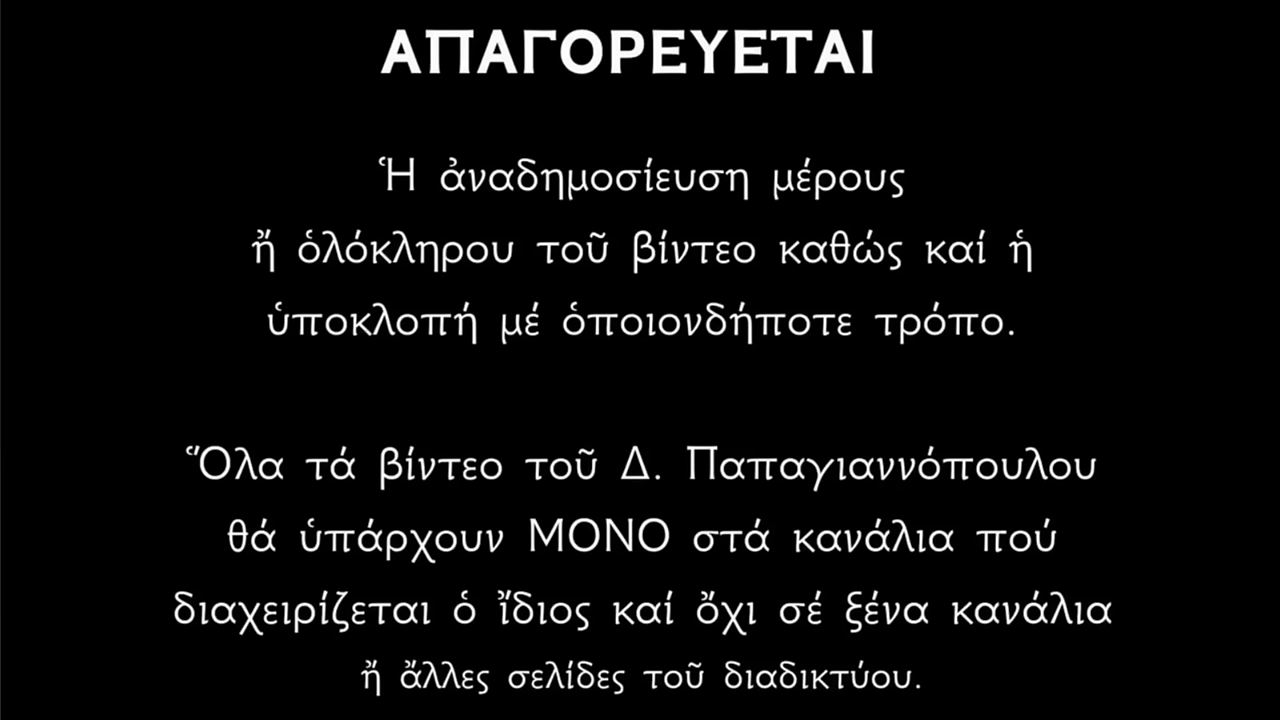 ΑΠΑΓΟΡΕΥΕΤΑΙ
Ἡ ἀναδημοσίευση μέρους
ἤ ὁλόκληρου τοῦ βίντεο καθώς καί ἡ
ὑποκλοπή μέ ὁποιονδήποτε τρόπο.
Ὅλα τά βίντεο τοῦ Δ. Παπαγιαννόπουλου
θά ὑπάρχουν ΜΟΝΟ στά κανάλια πού
διαχειρίζεται ὁ ἴδιος καί ὄχι σέ ξένα κανάλια
ἤ ἄλλες σελίδες τοῦ διαδικτύου.